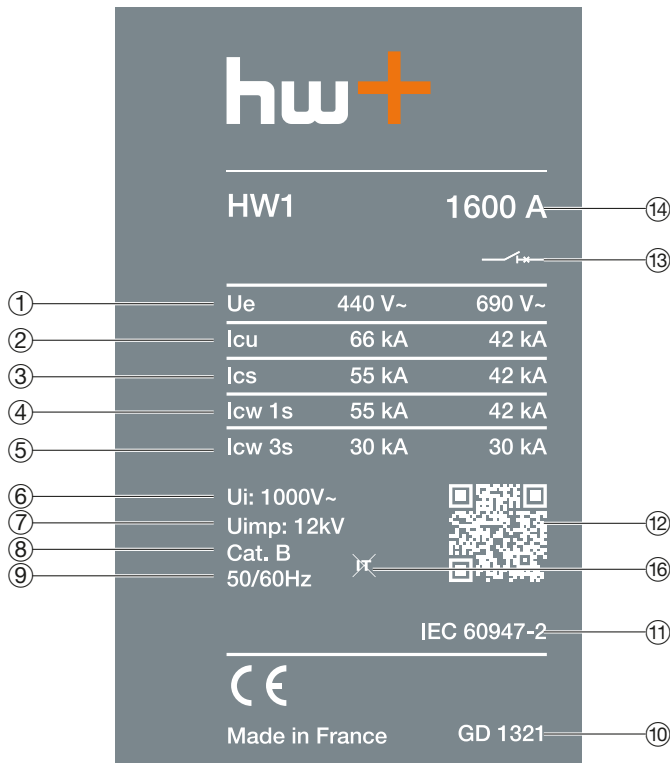 hw+
HW1 1600 A ⑭
⑬
① Ue 440 V~ 690 V~
② Icu 66 kA 42 kA
③ Ics 55 kA 42 kA
④ Icw 1s 55 kA 42 kA
⑤ Icw 3s 30 kA 30 kA
⑥ Ui: 1000V~
⑦ Uimp: 12kV ⑫
⑧ Cat. B
⑨ 50/60Hz IT ⑯
IEC 60947-2 ⑪
CE
Made in France GD 1321 ⑩